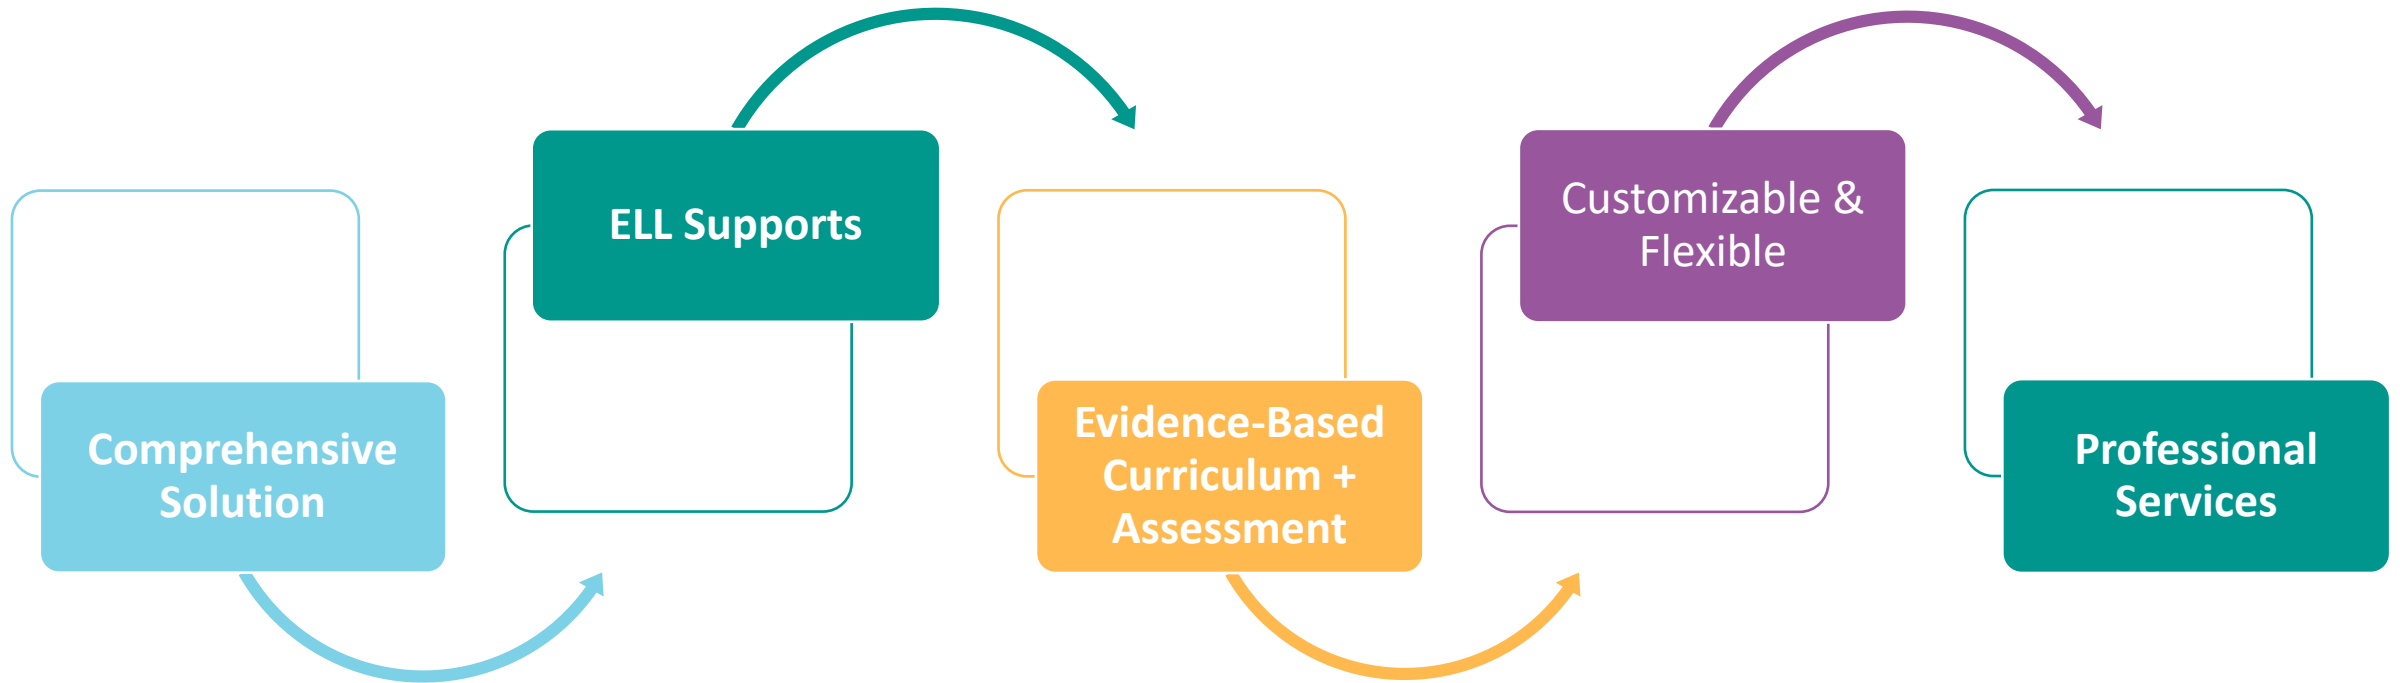 Comprehensive
Solution
ELL Supports
Evidence-Based
Curriculum +
Assessment
Customizable &
Flexible
Professional
Services